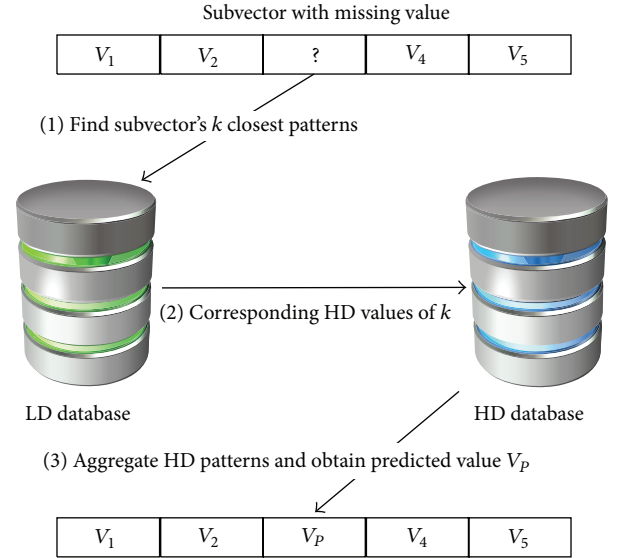 Subvector with missing value
V1 V2 ? V4 V5
(1) Find subvector's k closest patterns
(2) Corresponding HD values of k
LD database HD database
(3) Aggregate HD patterns and obtain predicted value VP
V1 V2 VP V4 V5